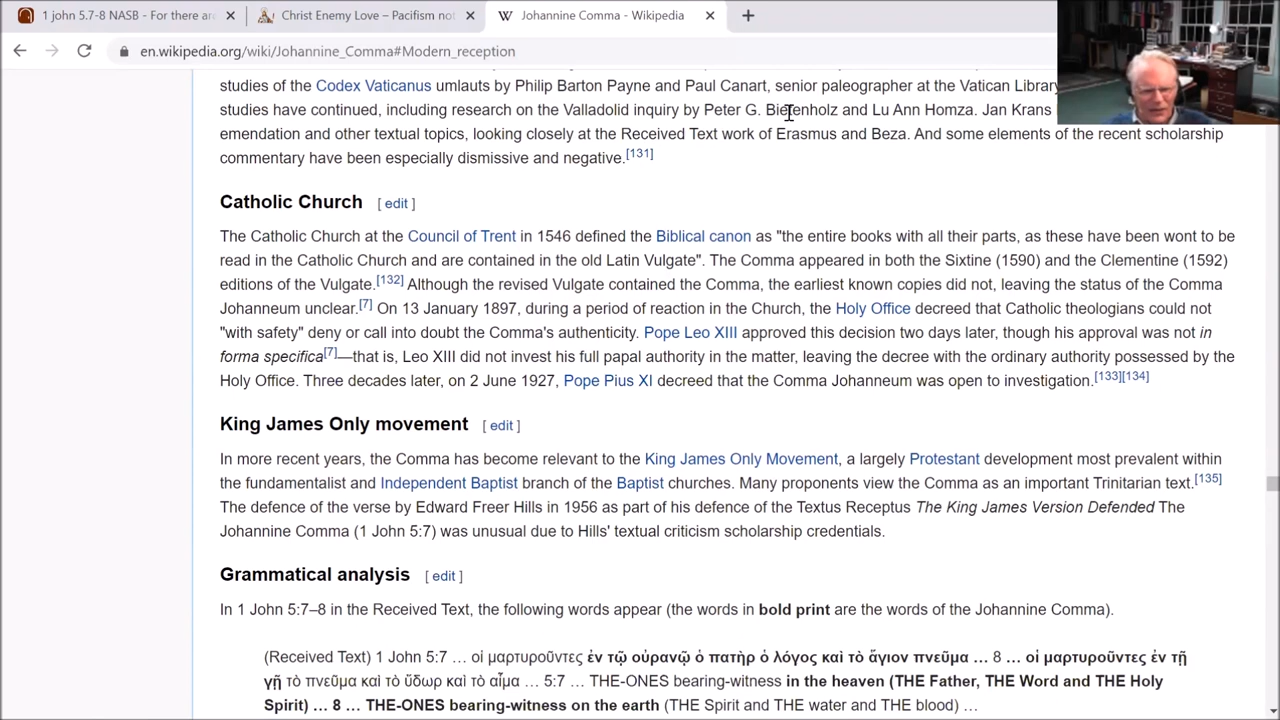 1 john 5.7-8 NASB - For there are
Christ Enemy Love – Pacifism not
Johannine Comma - Wikipedia
en.wikipedia.org/wiki/Johannine_Comma#Modern_reception
studies of the Codex Vaticanus umlauts by Philip Barton Payne and Paul Canart, senior paleographer at the Vatican Library
studies have continued, including research on the Valladolid inquiry by Peter G. Bietenholz and Lu Ann Homza. Jan Krans
emendation and other textual topics, looking closely at the Received Text work of Erasmus and Beza. And some elements of the recent scholarship
commentary have been especially dismissive and negative.[131]
Catholic Church [ edit ]
The Catholic Church at the Council of Trent in 1546 defined the Biblical canon as "the entire books with all their parts, as these have been wont to be
read in the Catholic Church and are contained in the old Latin Vulgate". The Comma appeared in both the Sixtine (1590) and the Clementine (1592)
editions of the Vulgate.[132] Although the revised Vulgate contained the Comma, the earliest known copies did not, leaving the status of the Comma
Johanneum unclear.[7] On 13 January 1897, during a period of reaction in the Church, the Holy Office decreed that Catholic theologians could not
"with safety" deny or call into doubt the Comma's authenticity. Pope Leo XIII approved this decision two days later, though his approval was not in
forma specifica[7]—that is, Leo XIII did not invest his full papal authority in the matter, leaving the decree with the ordinary authority possessed by the
Holy Office. Three decades later, on 2 June 1927, Pope Pius XI decreed that the Comma Johanneum was open to investigation.[133][134]
King James Only movement [ edit ]
In more recent years, the Comma has become relevant to the King James Only Movement, a largely Protestant development most prevalent within
the fundamentalist and Independent Baptist branch of the Baptist churches. Many proponents view the Comma as an important Trinitarian text.[135]
The defence of the verse by Edward Freer Hills in 1956 as part of his defence of the Textus Receptus The King James Version Defended The
Johannine Comma (1 John 5:7) was unusual due to Hills' textual criticism scholarship credentials.
Grammatical analysis [ edit ]
In 1 John 5:7–8 in the Received Text, the following words appear (the words in bold print are the words of the Johannine Comma).
(Received Text) 1 John 5:7 … οἱ μαρτυροῦντες ἐν τῷ οὐρανῷ ὁ πατὴρ ὁ λόγος καὶ τὸ ἅγιον πνεῦμα … 8 … οἱ μαρτυροῦντες ἐν τῇ
γῇ τὸ πνεῦμα καὶ τὸ ὕδωρ καὶ τὸ αἷμα … 5:7 … THE-ONES bearing-witness in the heaven (THE Father, THE Word and THE Holy
Spirit) … 8 … THE-ONES bearing-witness on the earth (THE Spirit and THE water and THE blood) …